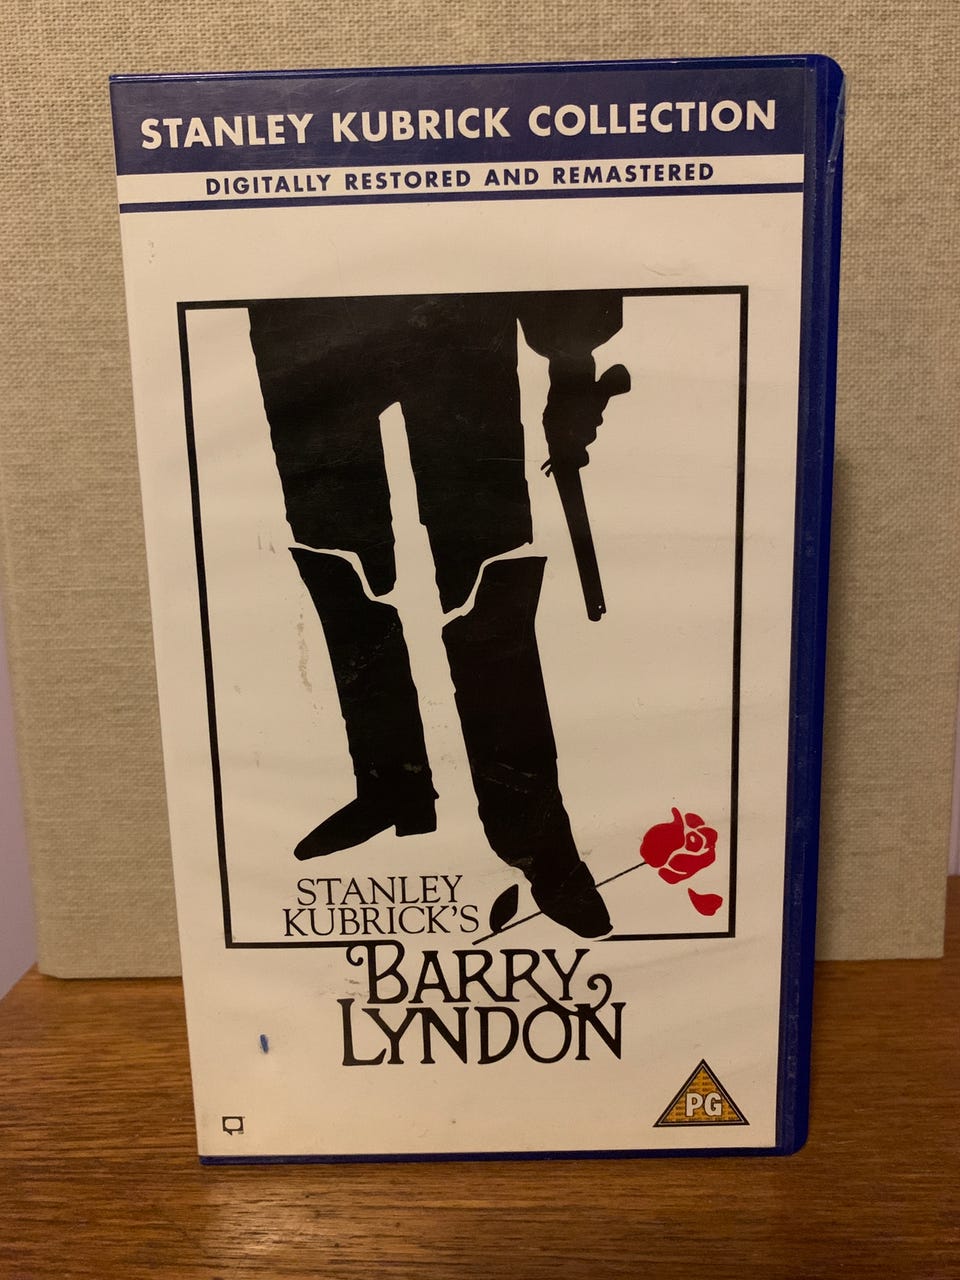 STANLEY KUBRICK COLLECTION
DIGITALLY RESTORED AND REMASTERED
STANLEY
KUBRICK'S
BARRY
LYNDON
PG